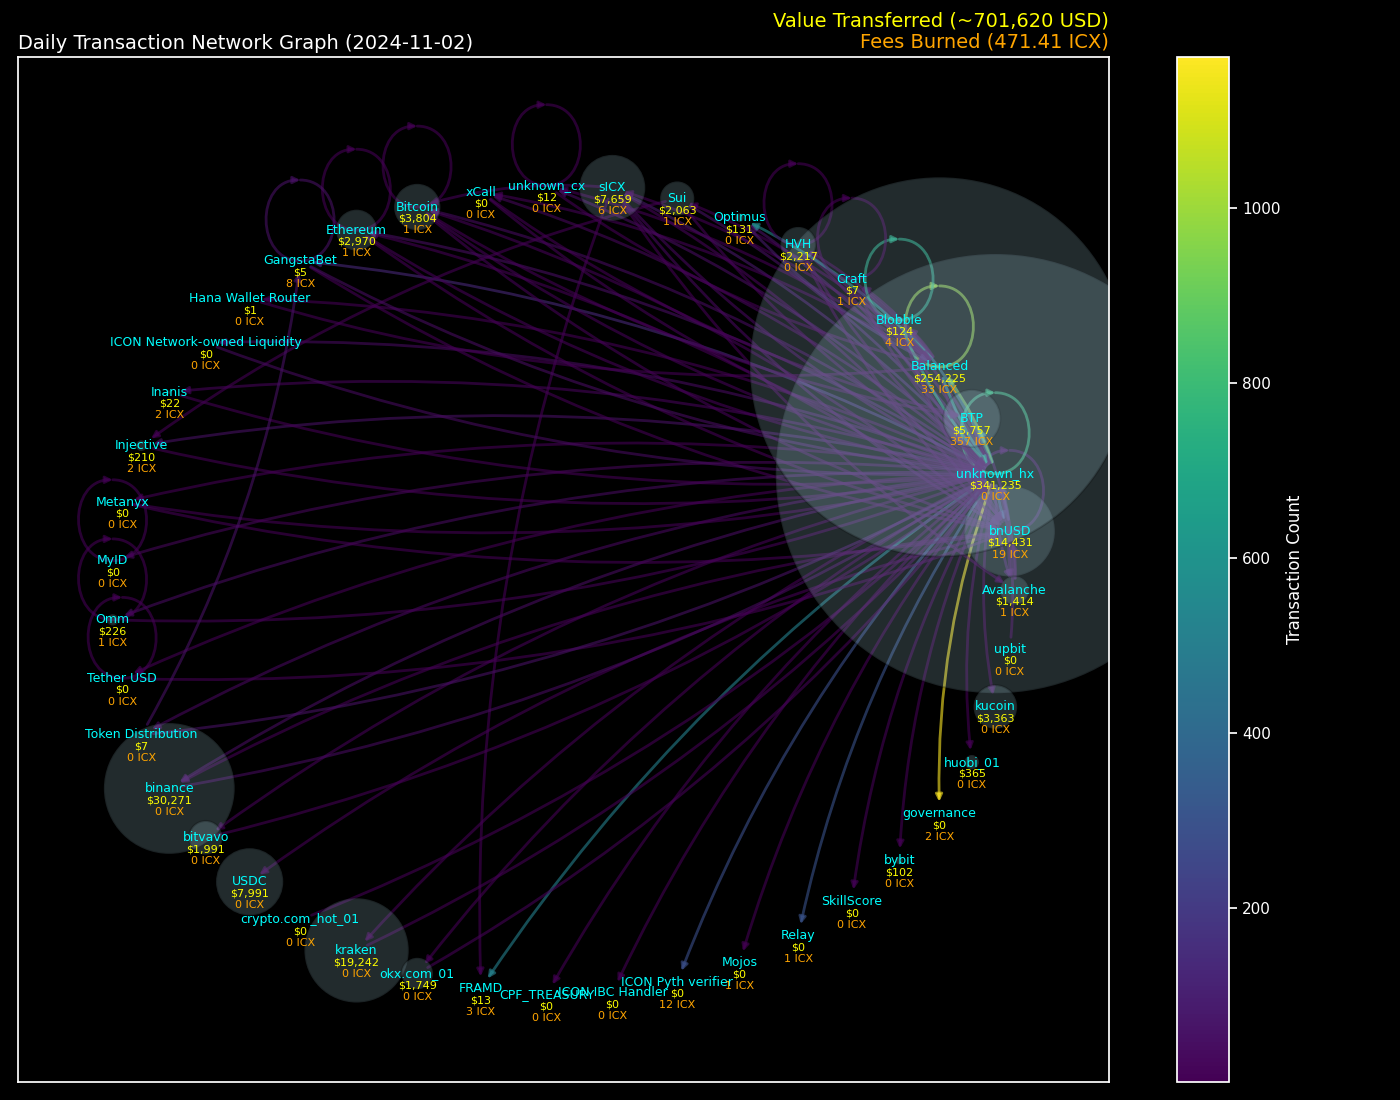 Value Transferred (~701,620 USD)
Daily Transaction Network Graph (2024-11-02)
Fees Burned (471.41 ICX)
unknown_cx
$12
0 ICX
sICX
$7,659
6 ICX
xCall
$0
0 ICX
Sui
$2,063
1 ICX
Bitcoin
$3,804
1 ICX
Optimus
$131
0 ICX
Ethereum
$2,970
1 ICX
HVH
$2,217
0 ICX
GangstaBet
$5
8 ICX
Craft
$7
1 ICX
Hana Wallet Router
$1
0 ICX
Blobble
$124
4 ICX
ICON Network-owned Liquidity
$0
0 ICX
Balanced
$254,225
33 ICX
Inanis
$22
2 ICX
BTP
$5,757
357 ICX
Injective
$210
2 ICX
unknown_hx
$341,235
0 ICX
Metanyx
$0
0 ICX
bnUSD
$14,431
19 ICX
MyID
$0
0 ICX
Avalanche
$1,414
1 ICX
Omm
$226
1 ICX
upbit
$0
0 ICX
Tether USD
$0
0 ICX
kucoin
$3,363
0 ICX
Token Distribution
$7
0 ICX
huobi_01
$365
0 ICX
binance
$30,271
0 ICX
governance
$0
2 ICX
bitvavo
$1,991
0 ICX
bybit
$102
0 ICX
USDC
$7,991
0 ICX
SkillScore
$0
0 ICX
crypto.com_hot_01
$0
0 ICX
Relay
$0
1 ICX
kraken
$19,242
0 ICX
Mojos
$0
1 ICX
okx.com_01
$1,749
0 ICX
ICON Pyth verifier
$0
12 ICX
FRAMD
$13
3 ICX
CPF_TREASURY
$0
0 ICX
ICON IBC Handler
$0
0 ICX
1000
800
600
400
200
Transaction Count